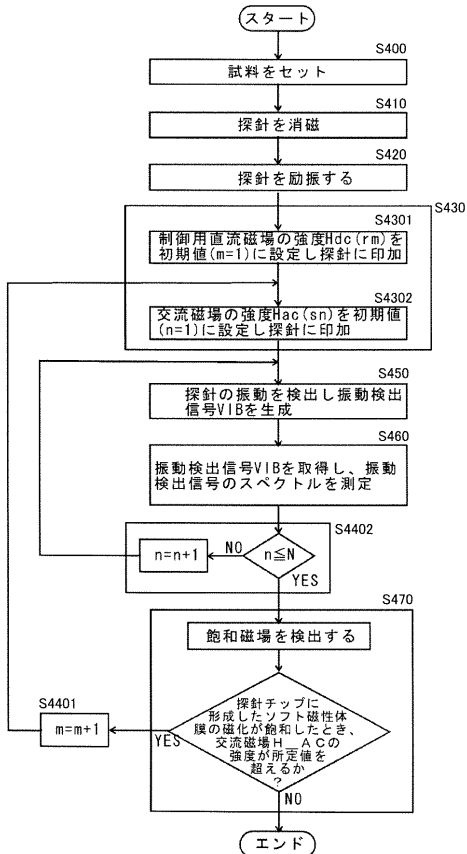 スタート
S400
試料をセット
S410
探針を消磁
S420
探針を励振する
S430
S4301
制御用直流磁場の強度Hdc(rm)を
初期値(m=1)に設定し探針に印加
S4302
交流磁場の強度Hac(sn)を初期値
(n=1)に設定し探針に印加
S450
探針の振動を検出し振動検出
信号VIBを生成
S460
振動検出信号VIBを取得し、振動
検出信号のスペクトルを測定
S4402
n=n+1
NO
n≦N
YES
S470
飽和磁場を検出する
S4401
m=m+1
YES
探針チップに
形成したソフト磁性体
膜の磁化が飽和したとき、
交流磁場H_ACの
強度が所定値を
超えるか
?
NO
エンド